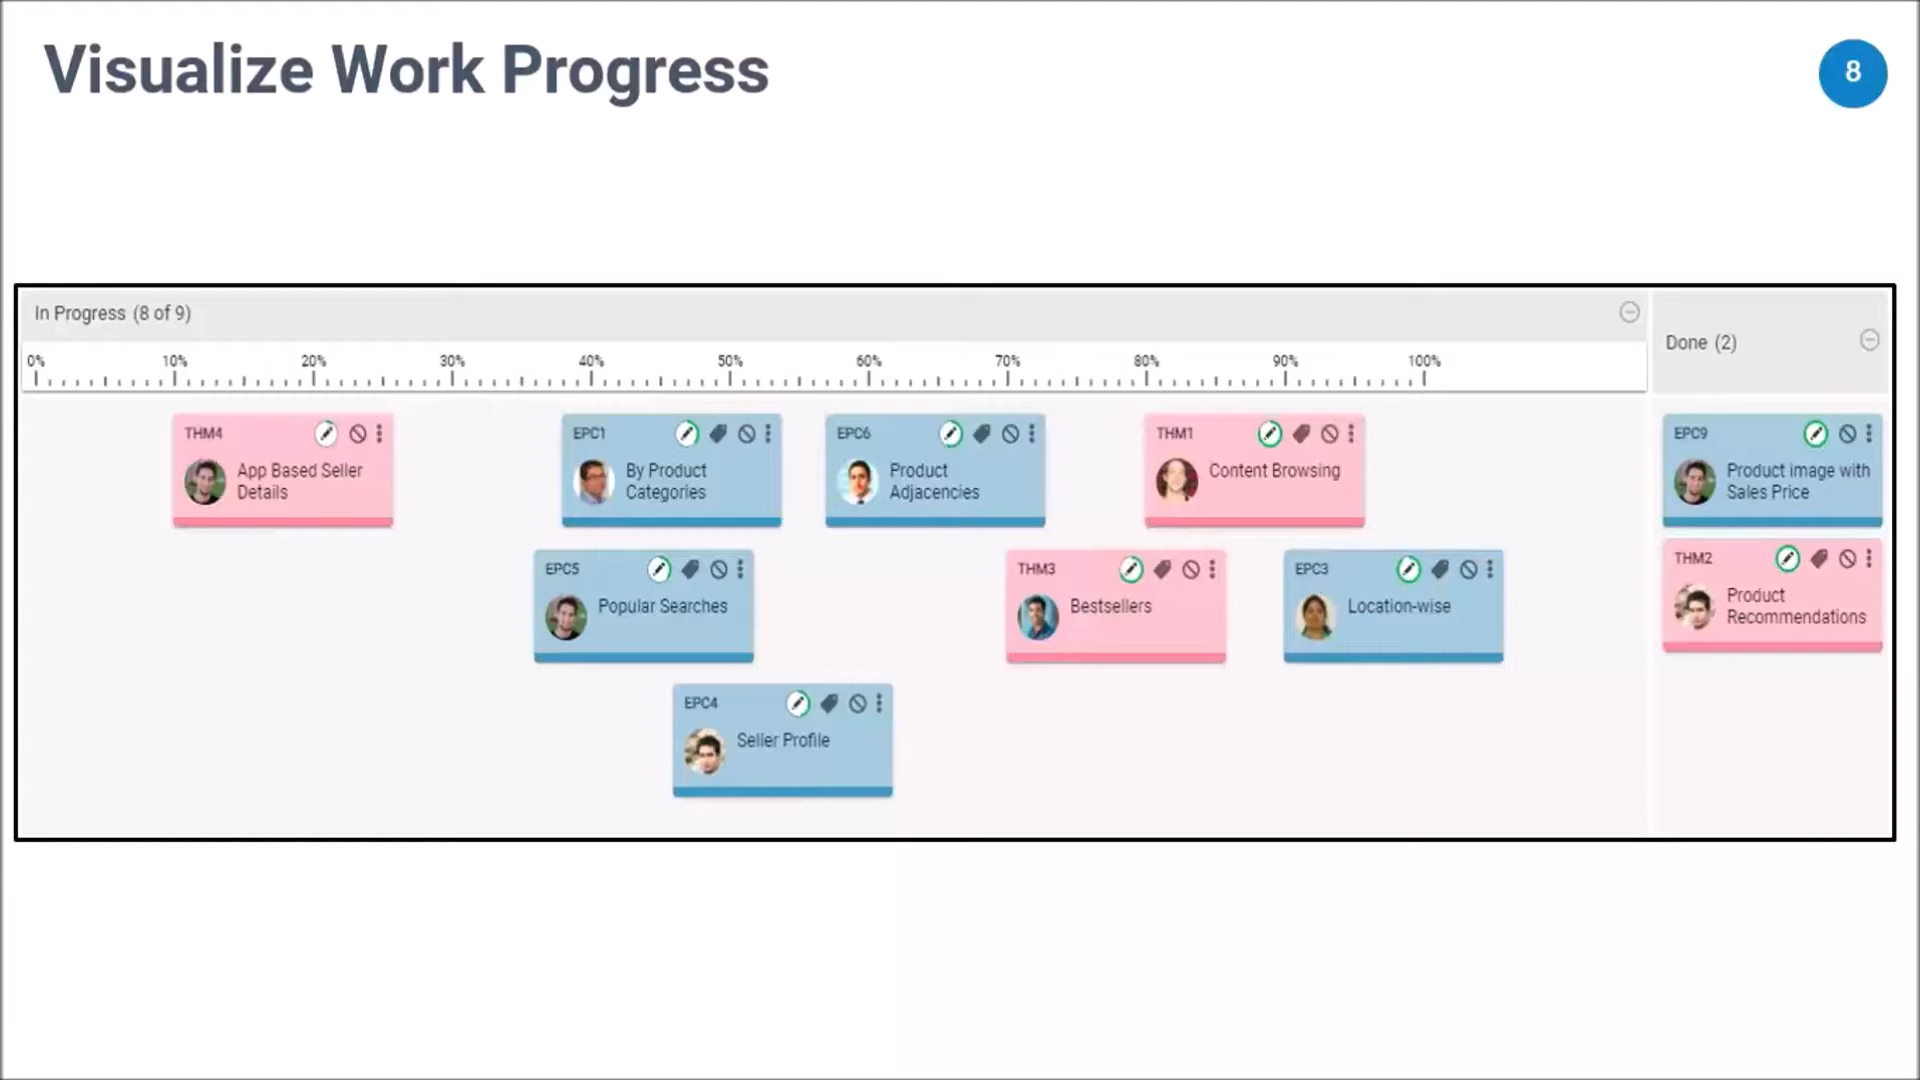 Visualize Work Progress
8
In Progress (8 of 9)
Done (2)
0% 10% 20% 30% 40% 50% 60% 70% 80% 90% 100%
THM4
App Based Seller
Details
EPC1
By Product
Categories
EPC6
Product
Adjacencies
THM1
Content Browsing
EPC9
Product image with
Sales Price
EPC5
Popular Searches
THM3
Bestsellers
EPC3
Location-wise
THM2
Product
Recommendations
EPC4
Seller Profile